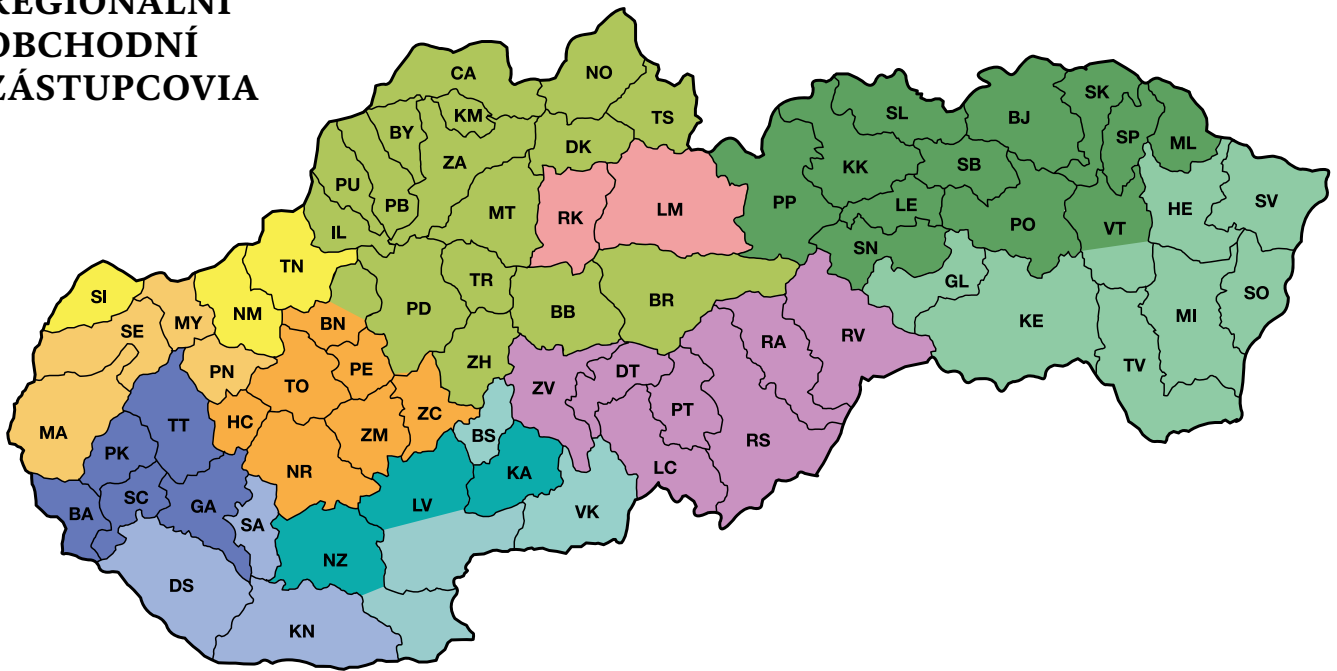 REGIONÁLNI
OBCHODNÍ
ZÁSTUPCOVIA
CA
NO
KM
BY
TS
ZA
DK
PU
PB
MT
RK
LM
IL
TN
TR
SI
SE
MY
NM
PD
BB
BR
BN
ZH
PN
TO
PE
MA
TT
HC
ZM
ZC
BS
PK
NR
KA
BA
SC
GA
SA
LV
VK
NZ
DS
KN
ZV
DT
PT
RA
RV
RS
LC
SL
BJ
SK
SP
ML
KK
SB
PP
LE
PO
VT
HE
SV
SN
GL
KE
MI
SO
TV